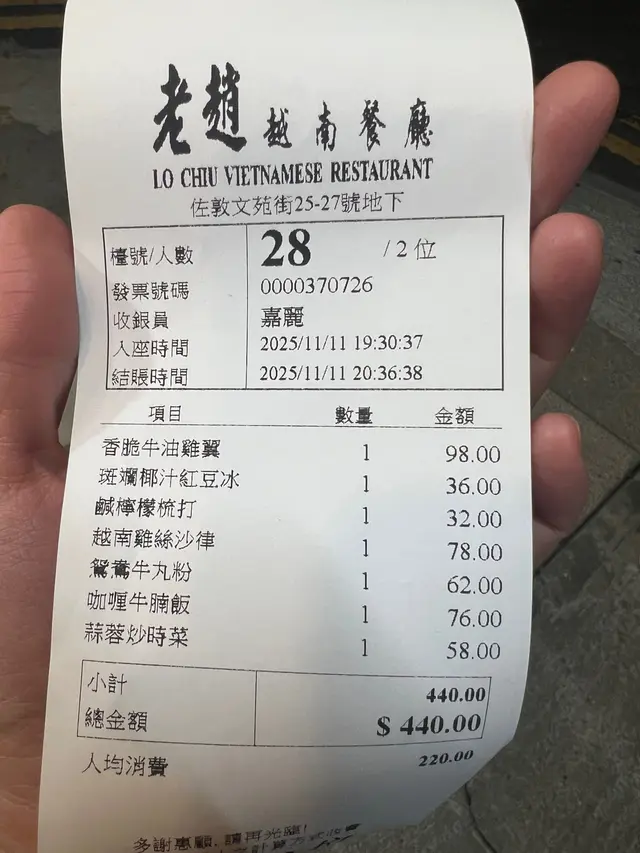 老趙越南餐廳
LO CHIU VIETNAMESE RESTAURANT
佐敦文苑街25-27號地下
檯號/人數 28 / 2 位
發票號碼 0000370726
收銀員 嘉麗
入座時間 2025/11/11 19:30:37
結賬時間 2025/11/11 20:36:38
項目 數量 金額
香脆牛油雞翼 1 98.00
斑斕椰汁紅豆冰 1 36.00
鹹檸檬梳打 1 32.00
越南雞絲沙律 1 78.00
鴛鴦牛丸粉 1 62.00
咖喱牛腩飯 1 76.00
蒜蓉炒時菜 1 58.00
小計 440.00
總金額 $ 440.00
人均消費 220.00
多謝惠顧, 請再光臨!